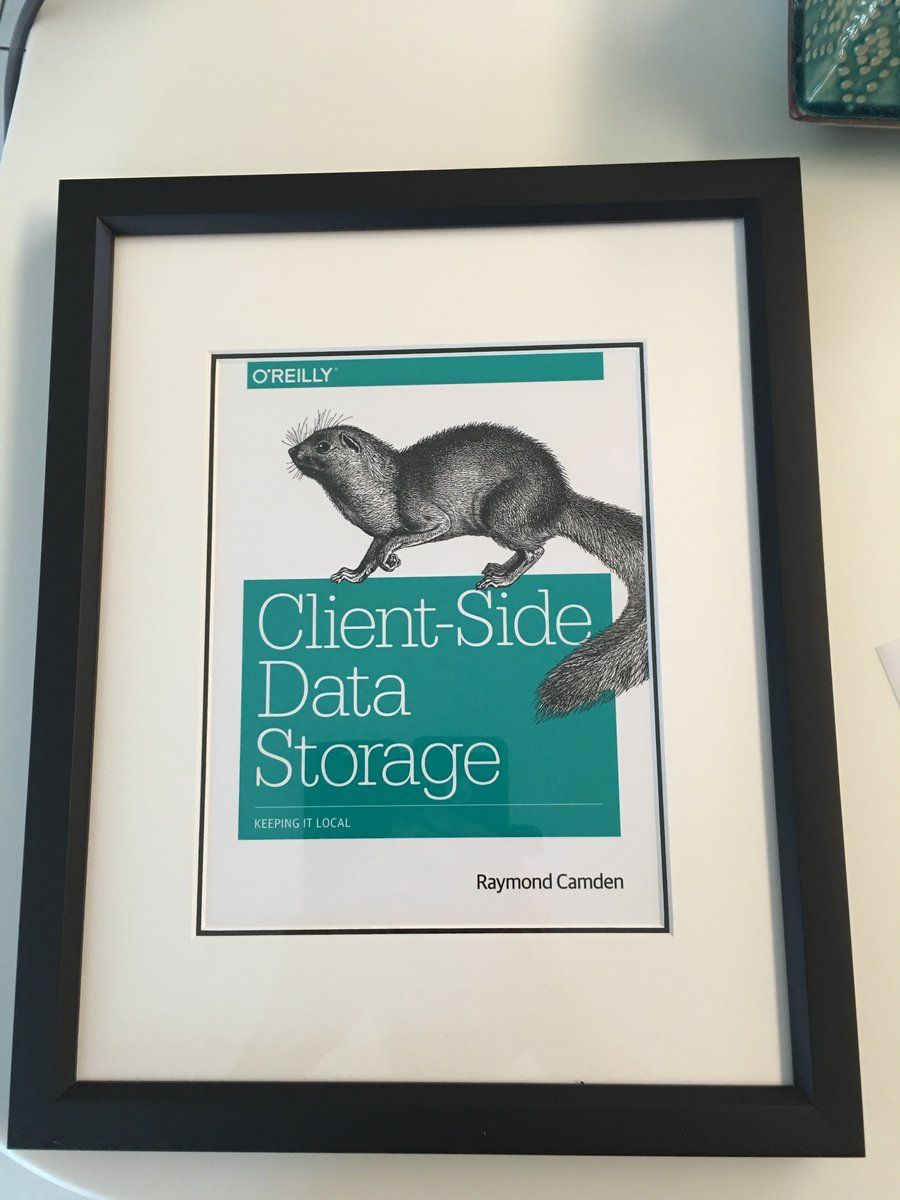 O'REILLY®
Client-Side
Data
Storage
KEEPING IT LOCAL
Raymond Camden